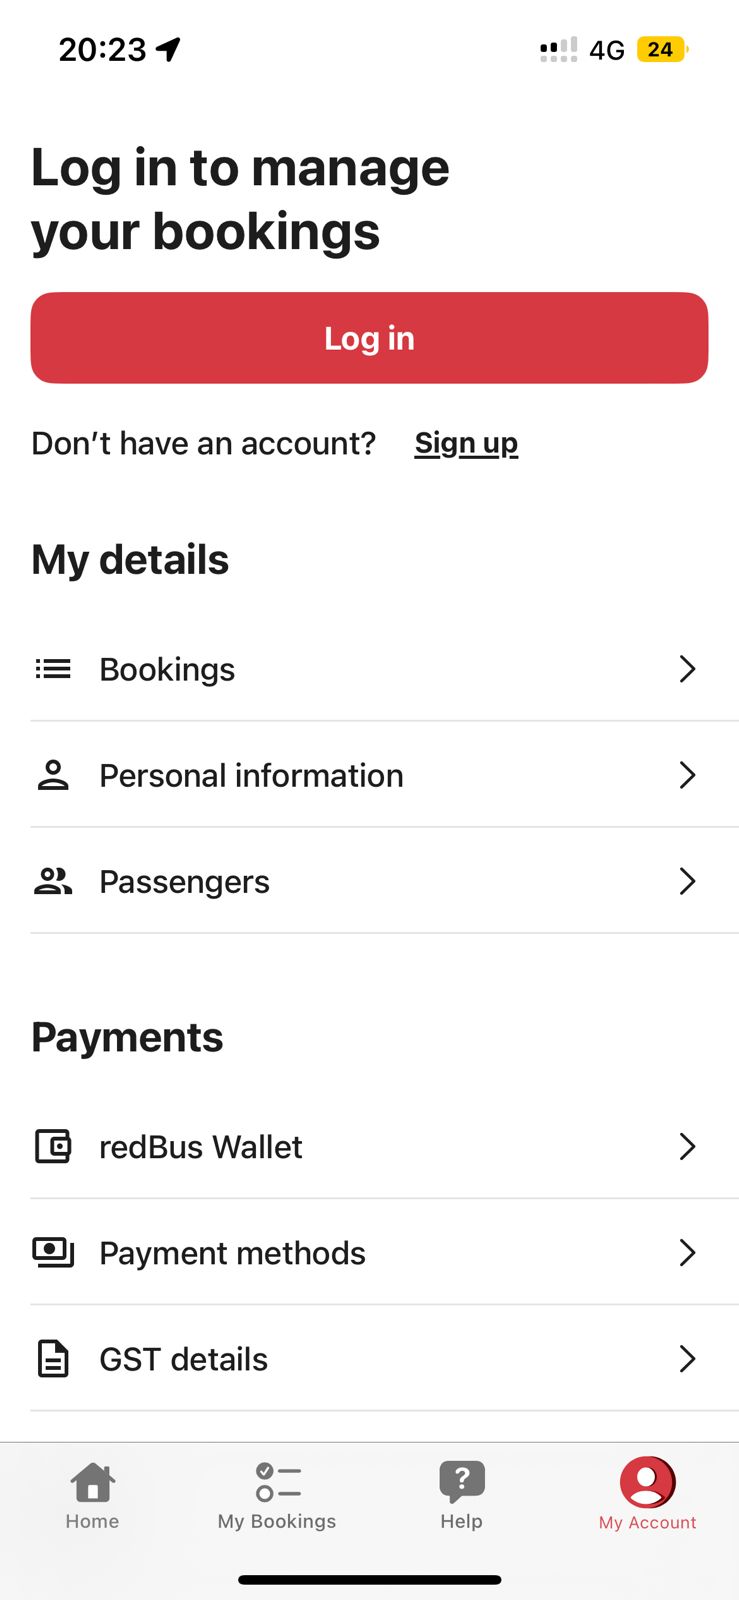 20:23
4G
24
Log in to manage
your bookings
Log in
Don't have an account? Sign up
My details
Bookings
Personal information
Passengers
Payments
redBus Wallet
Payment methods
GST details
Home
My Bookings
Help
My Account